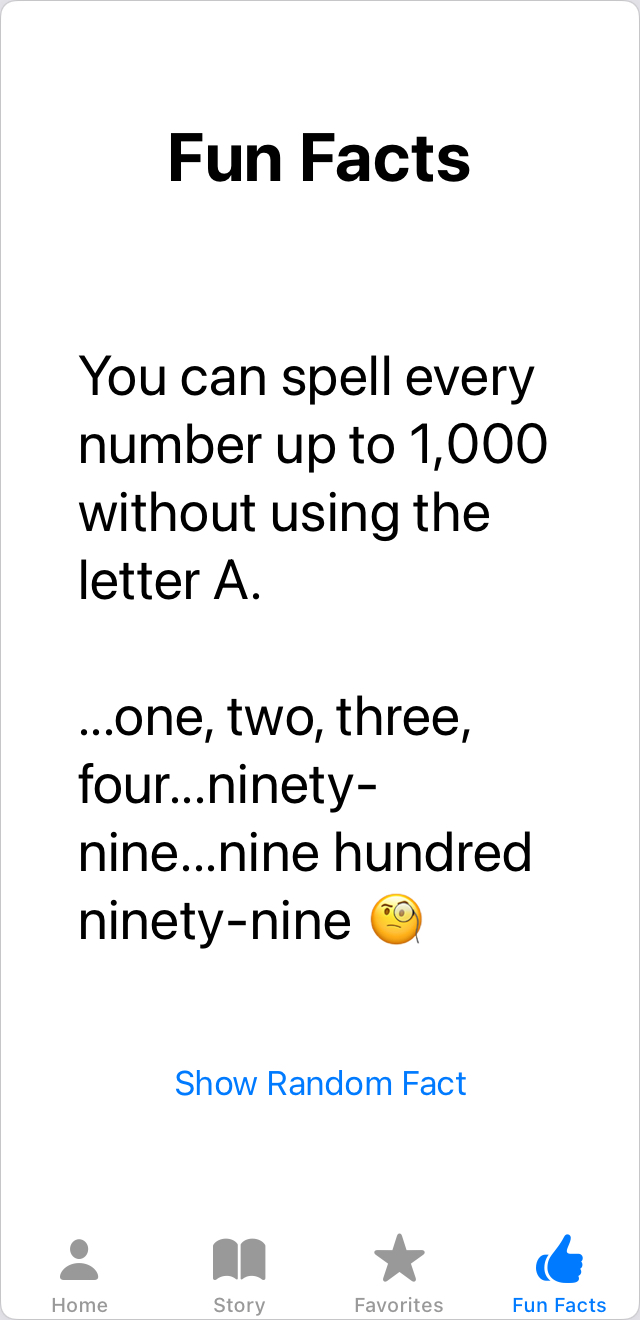 Fun Facts
You can spell every
number up to 1,000
without using the
letter A.
...one, two, three,
four...ninety-
nine...nine hundred
ninety-nine 🧐
Show Random Fact
Home
Story
Favorites
Fun Facts